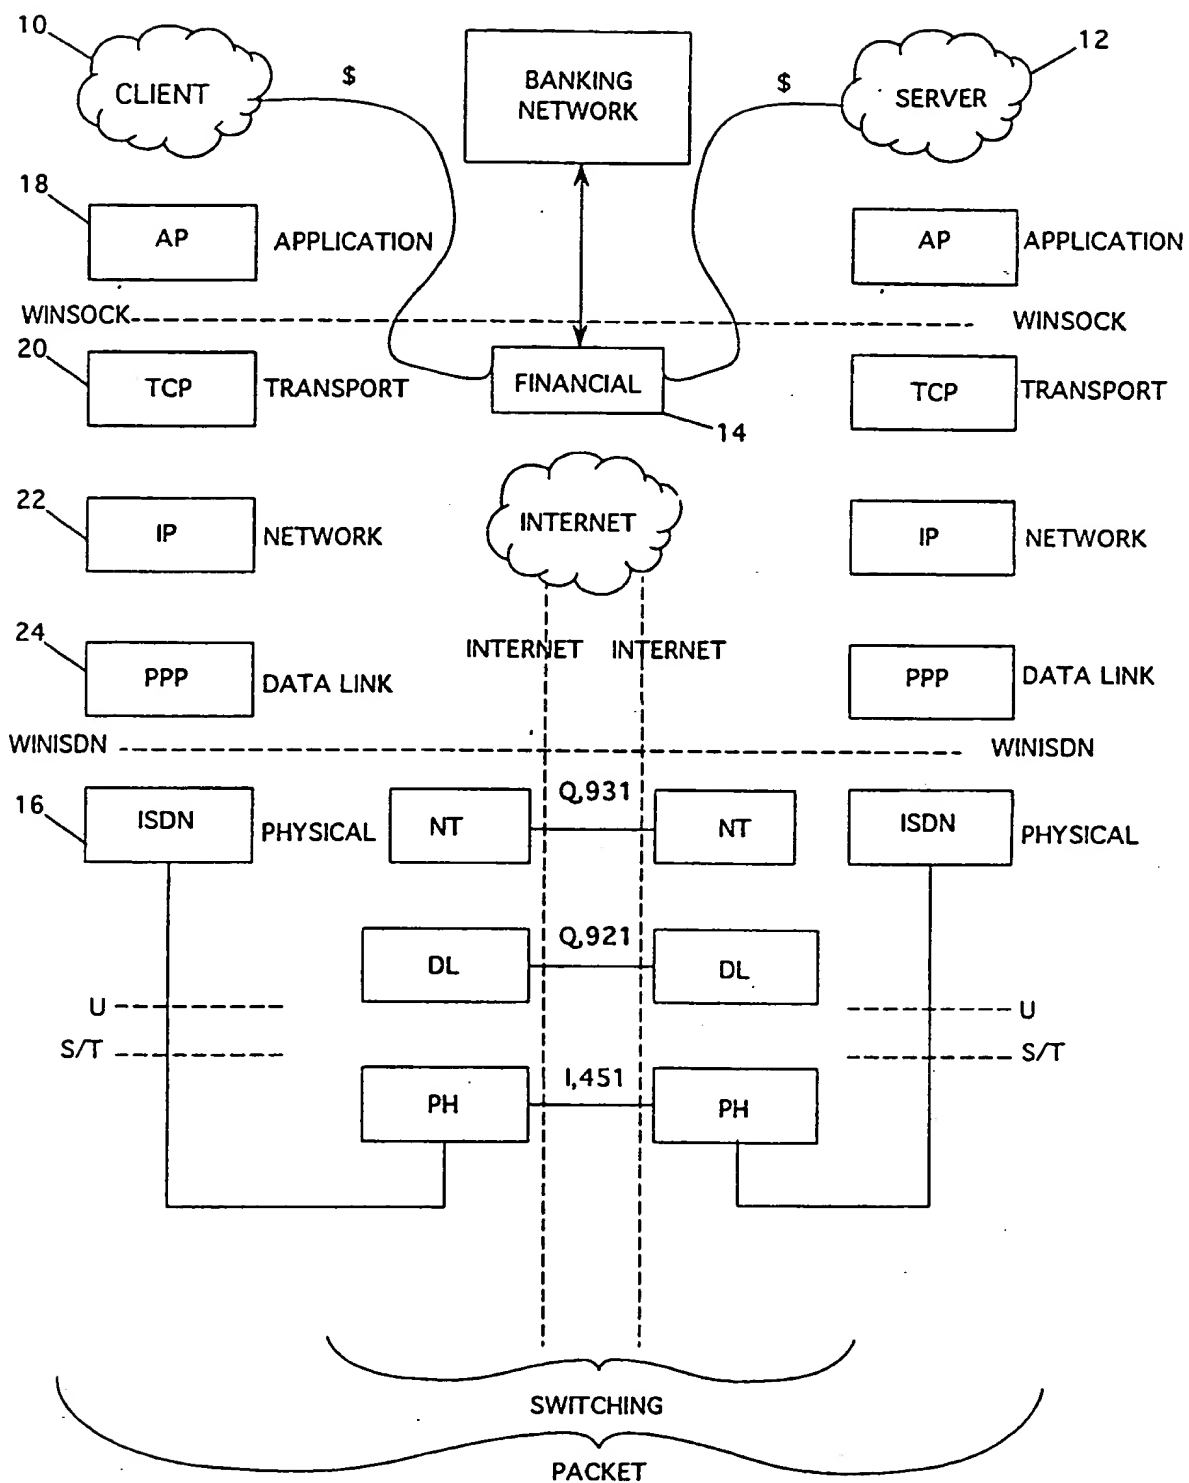 10
12
CLIENT
$
BANKING
NETWORK
$
SERVER
18
AP
APPLICATION
AP
APPLICATION
WINSOCK
WINSOCK
20
TCP
TRANSPORT
FINANCIAL
14
TCP
TRANSPORT
22
IP
NETWORK
INTERNET
IP
NETWORK
24
PPP
DATA LINK
INTERNET
INTERNET
PPP
DATA LINK
WINISDN
WINISDN
16
ISDN
PHYSICAL
NT
Q,931
NT
ISDN
PHYSICAL
DL
Q,921
DL
U
U
S/T
S/T
PH
I,451
PH
SWITCHING
PACKET